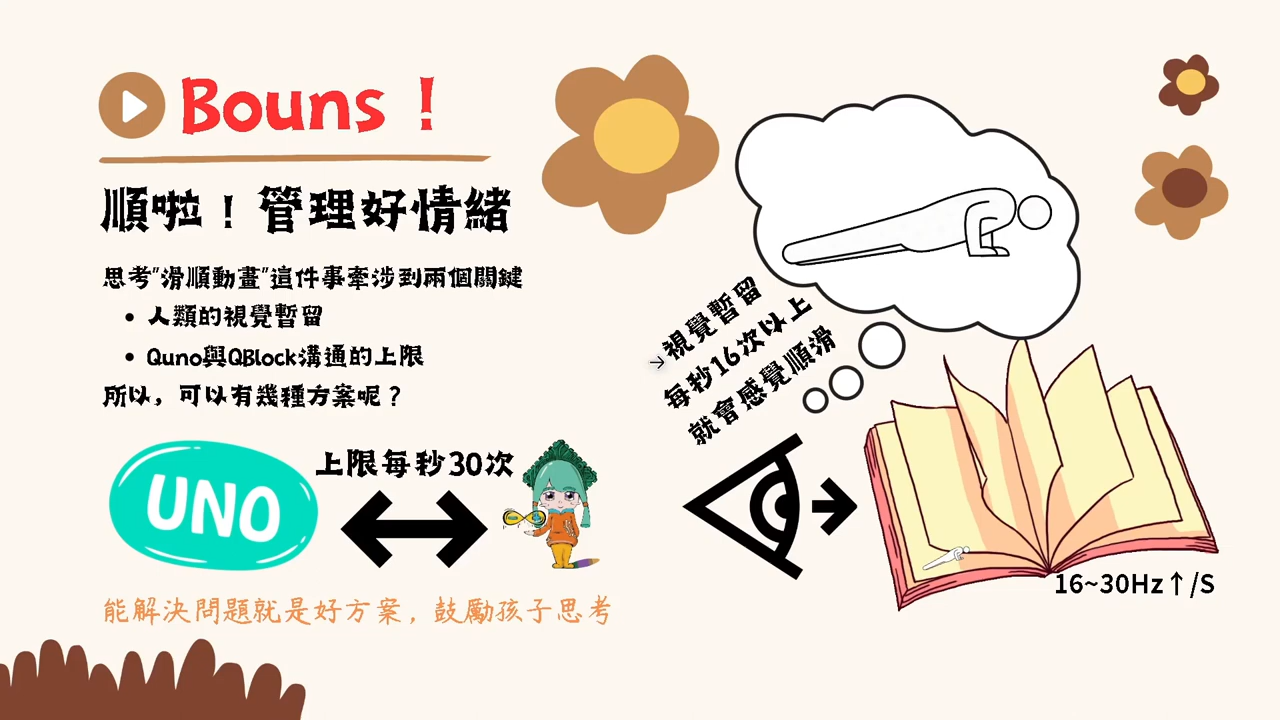 Bouns！
順啦！管理好情緒
思考"滑順動畫"這件事牽涉到兩個關鍵
• 人類的視覺暫留
• Quno與QBlock溝通的上限
所以，可以有幾種方案呢？
UNO
上限每秒30次
能解決問題就是好方案，鼓勵孩子思考
視覺暫留
每秒16次以上
就會感覺順滑
16~30Hz↑/S